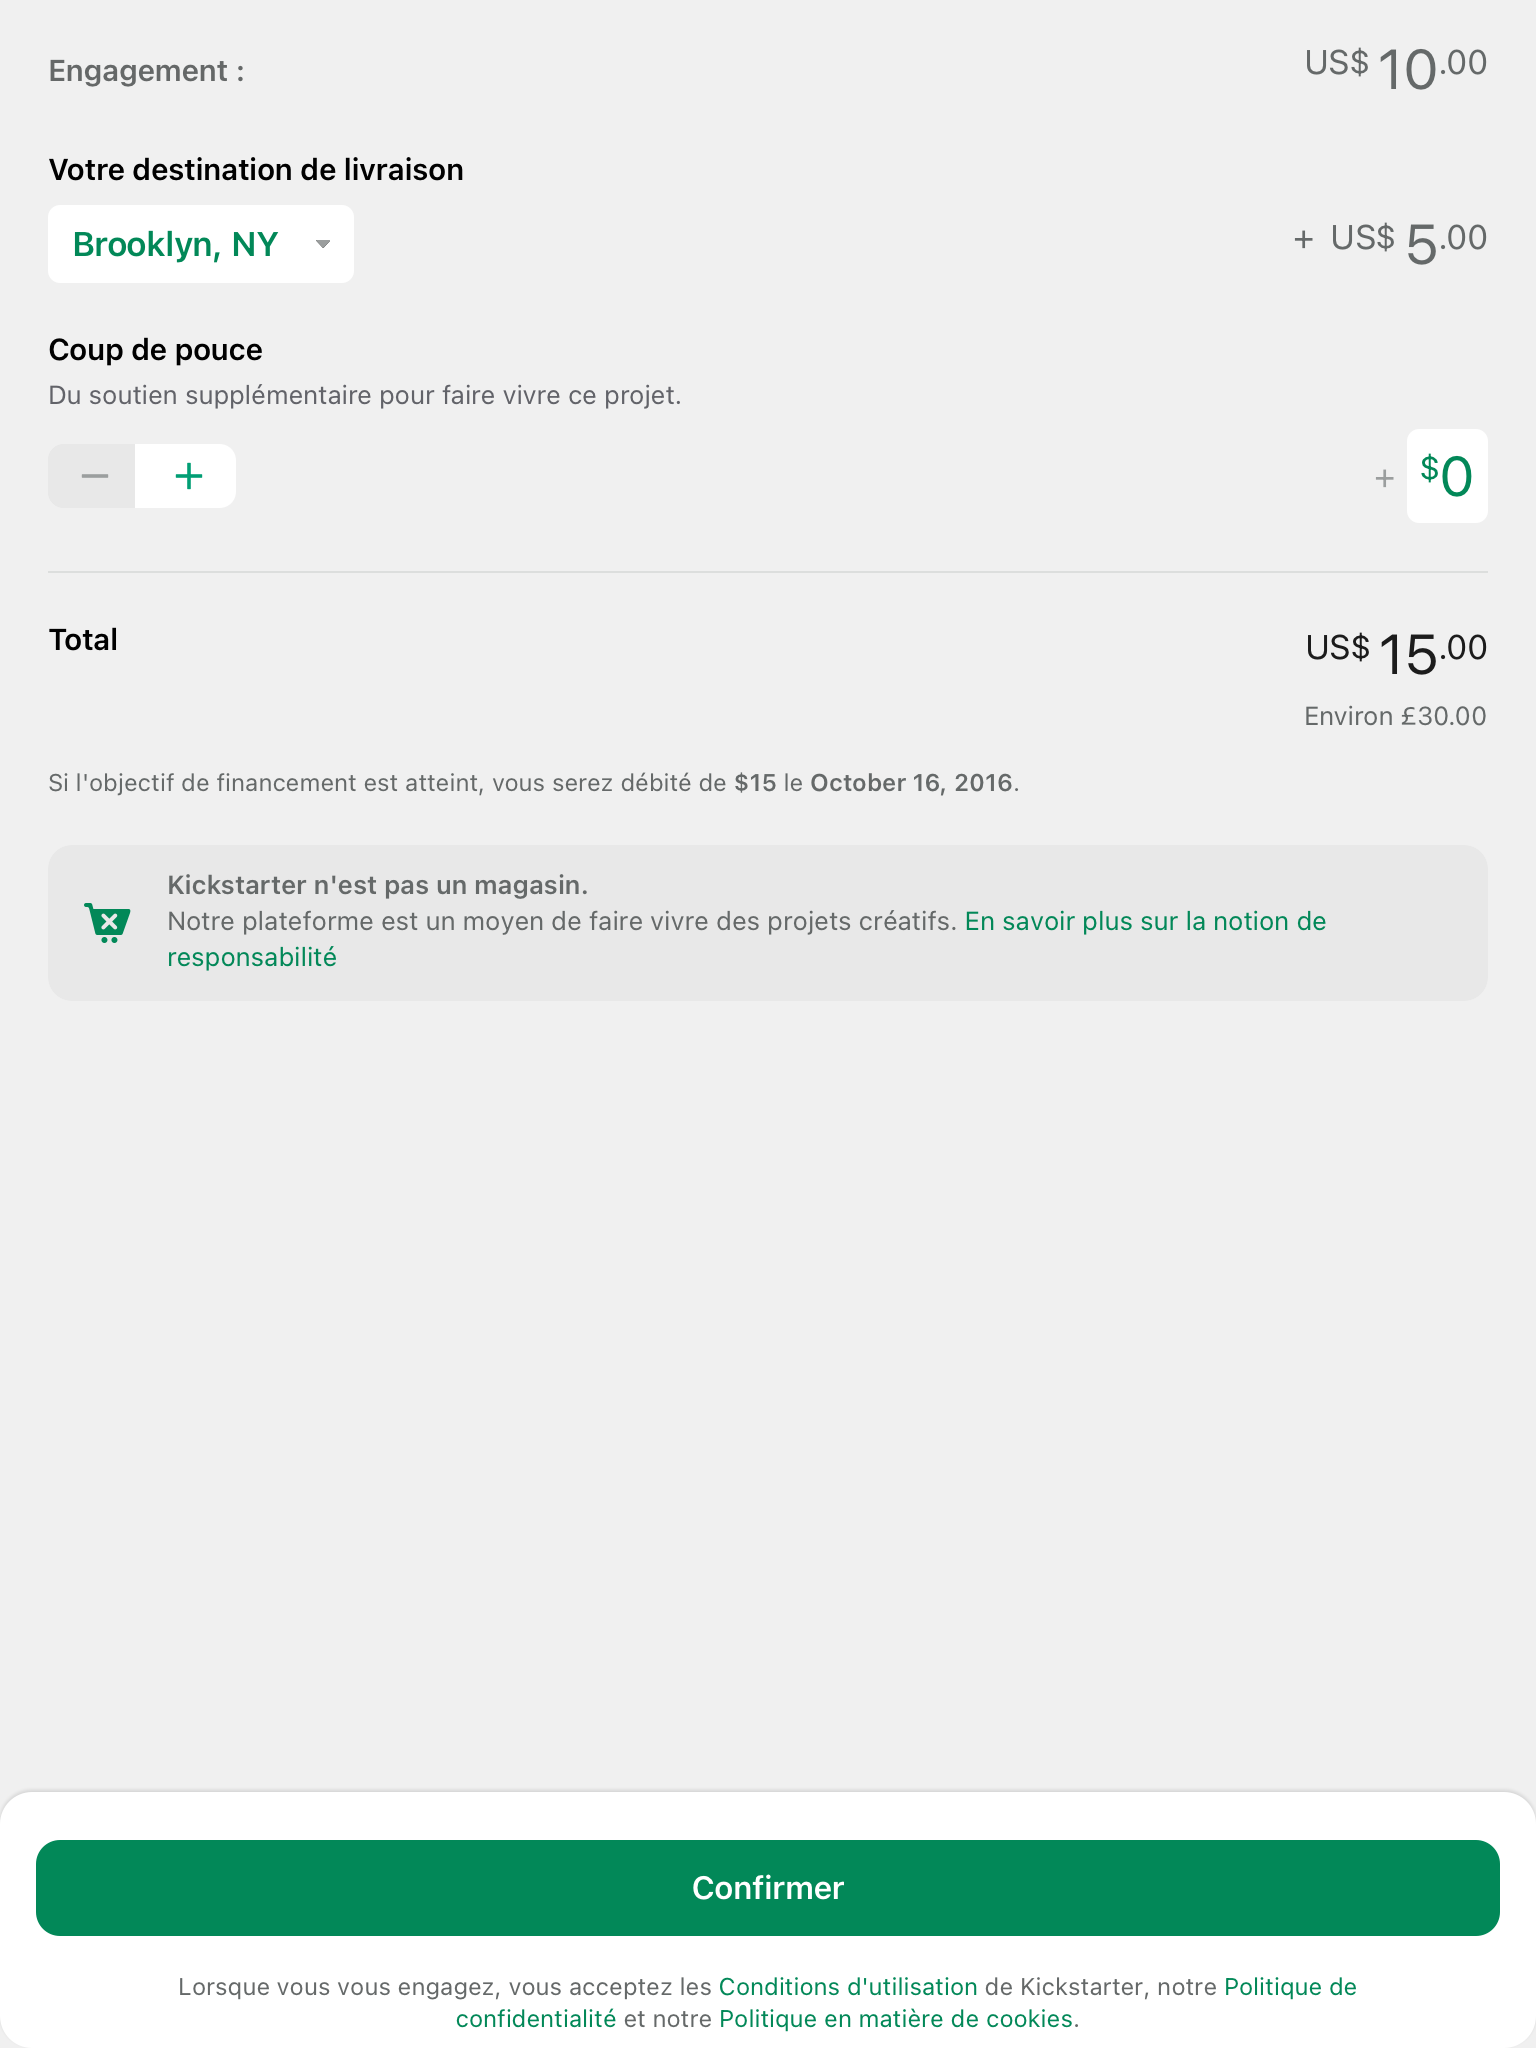 Engagement :
US$ 10.00
Votre destination de livraison
Brooklyn, NY
+ US$ 5.00
Coup de pouce
Du soutien supplémentaire pour faire vivre ce projet.
− +
+ $0
Total
US$ 15.00
Environ £30.00
Si l'objectif de financement est atteint, vous serez débité de $15 le October 16, 2016.
Kickstarter n'est pas un magasin.
Notre plateforme est un moyen de faire vivre des projets créatifs. En savoir plus sur la notion de
responsabilité
Confirmer
Lorsque vous vous engagez, vous acceptez les Conditions d'utilisation de Kickstarter, notre Politique de
confidentialité et notre Politique en matière de cookies.